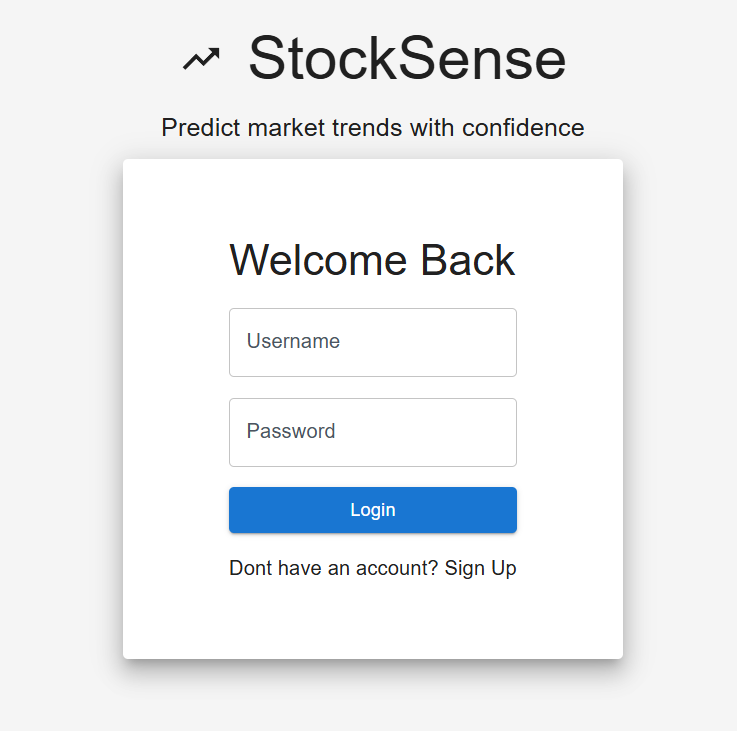 StockSense
Predict market trends with confidence
Welcome Back
Username
Password
Login
Dont have an account? Sign Up